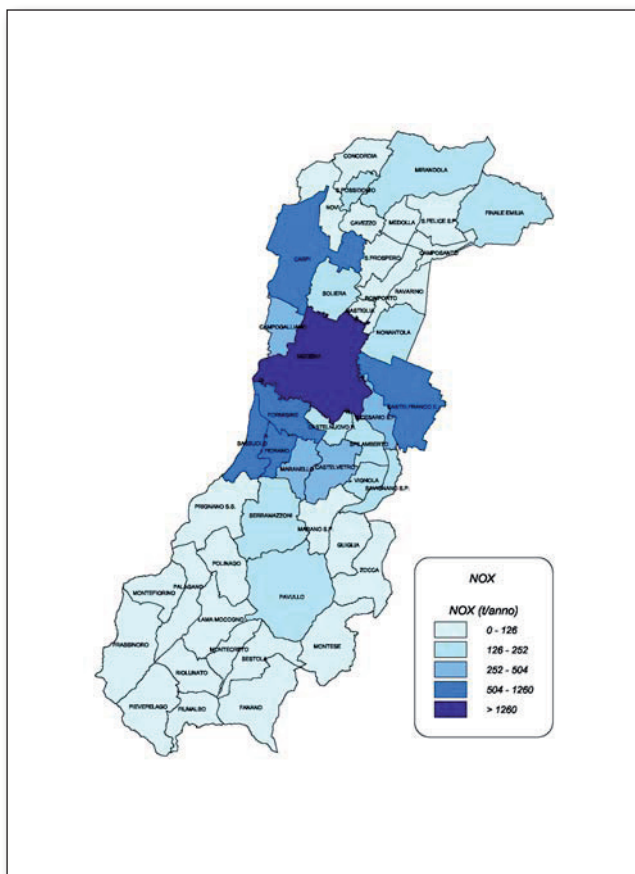 CONCORDIA
MIRANDOLA
S.POSSIDONIO
FINALE EMILIA
NOVI
CAVEZZO
MEDOLLA
S.FELICE S.P.
CAMPOSANTO
CARPI
S.PROSPERO
RAVARINO
SOLIERA
BOMPORTO
BASTIGLIA
CAMPOGALLIANO
NONANTOLA
MODENA
FORMIGINE
CASTELNUOVO R.
SPILAMBERTO
SASSUOLO
FIORANO
MARANELLO
CASTELVETRO
VIGNOLA
SAVIGNANO S.P.
PRIGNANO S.S.
SERRAMAZZONI
MARANO S.P.
GUIGLIA
ZOCCA
POLINAGO
MONTEFIORINO
PALAGANO
PAVULLO
LAMA MOCOGNO
FRASSINORO
MONTECRETO
MONTESE
SESTOLA
RIOLUNATO
PIEVEPELAGO
FIUMALBO
FANANO
NOX
NOX (t/anno)
0 - 126
126 - 252
252 - 504
504 - 1260
> 1260